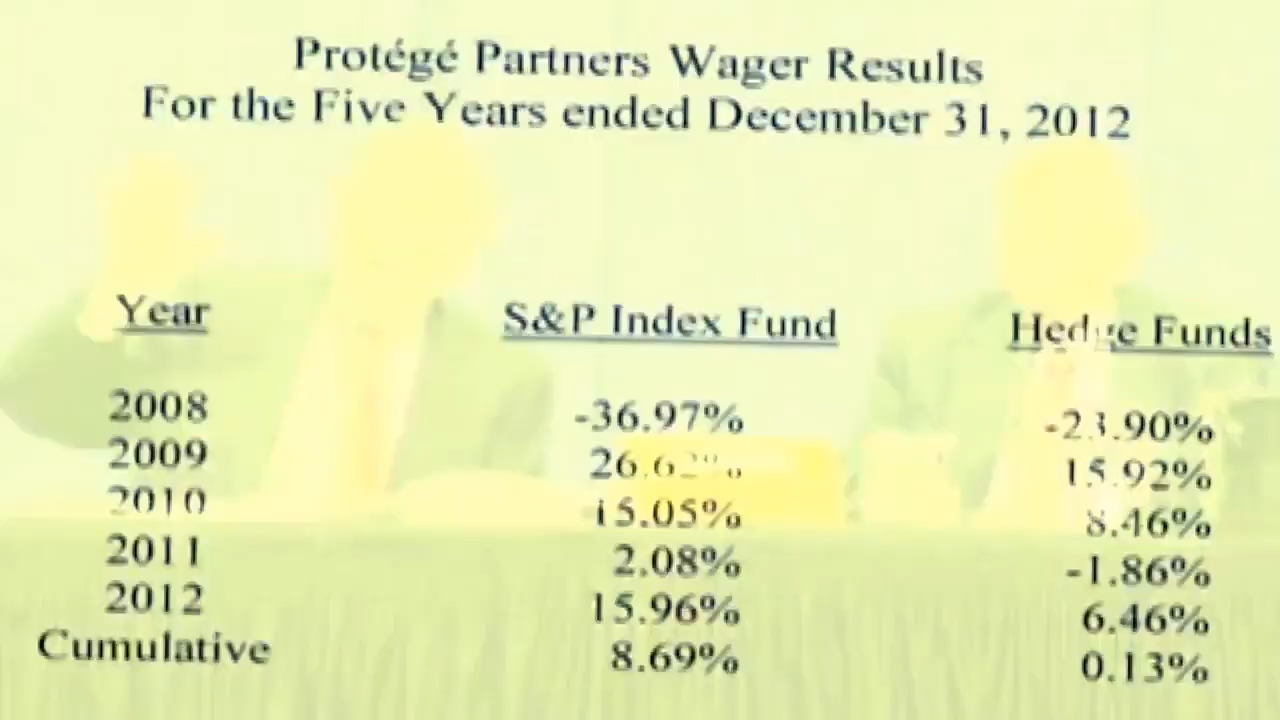 Protégé Partners Wager Results
For the Five Years ended December 31, 2012
Year S&P Index Fund Hedge Funds
2008 -36.97% -23.90%
2009 26.62% 15.92%
2010 15.05% 8.46%
2011 2.08% -1.86%
2012 15.96% 6.46%
Cumulative 8.69% 0.13%